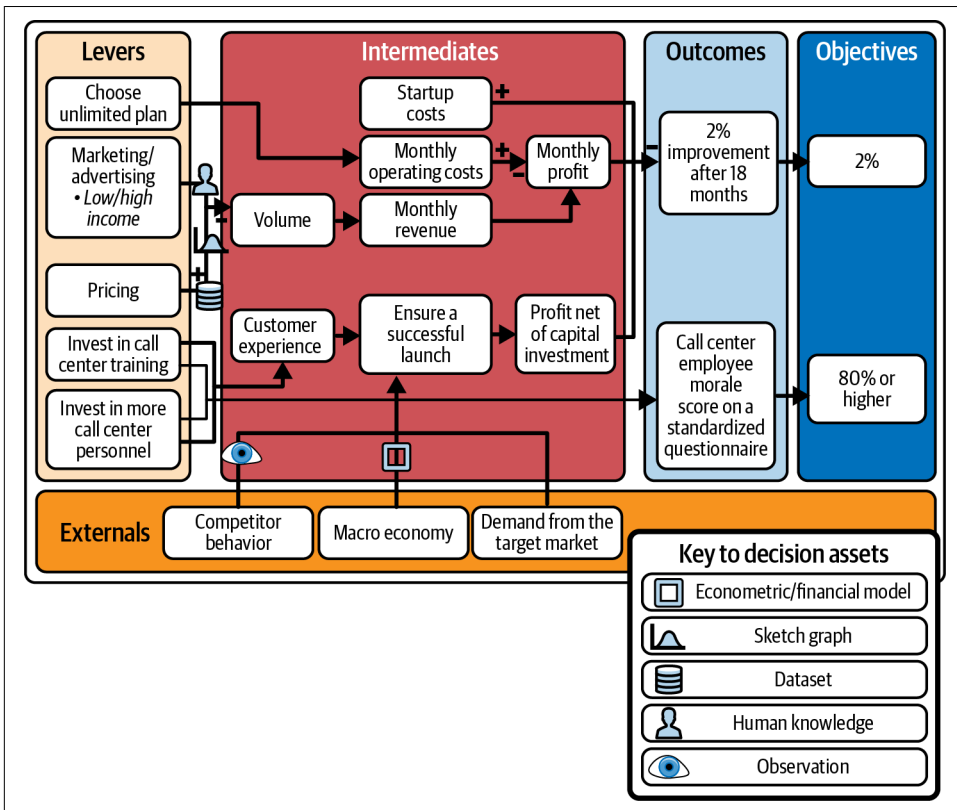 Levers
Intermediates
Outcomes
Objectives
Choose
unlimited plan
Marketing/
advertising
• Low/high
income
Pricing
Invest in call
center training
Invest in more
call center
personnel
Startup
costs
+
Monthly
operating costs
+
-
Monthly
profit
Volume
-
+
Monthly
revenue
Customer
experience
Ensure a
successful
launch
Profit net
of capital
investment
-
2%
improvement
after 18
months
Call center
employee
morale
score on a
standardized
questionnaire
2%
80% or
higher
Externals
Competitor
behavior
Macro economy
Demand from the
target market
Key to decision assets
Econometric/financial model
Sketch graph
Dataset
Human knowledge
Observation